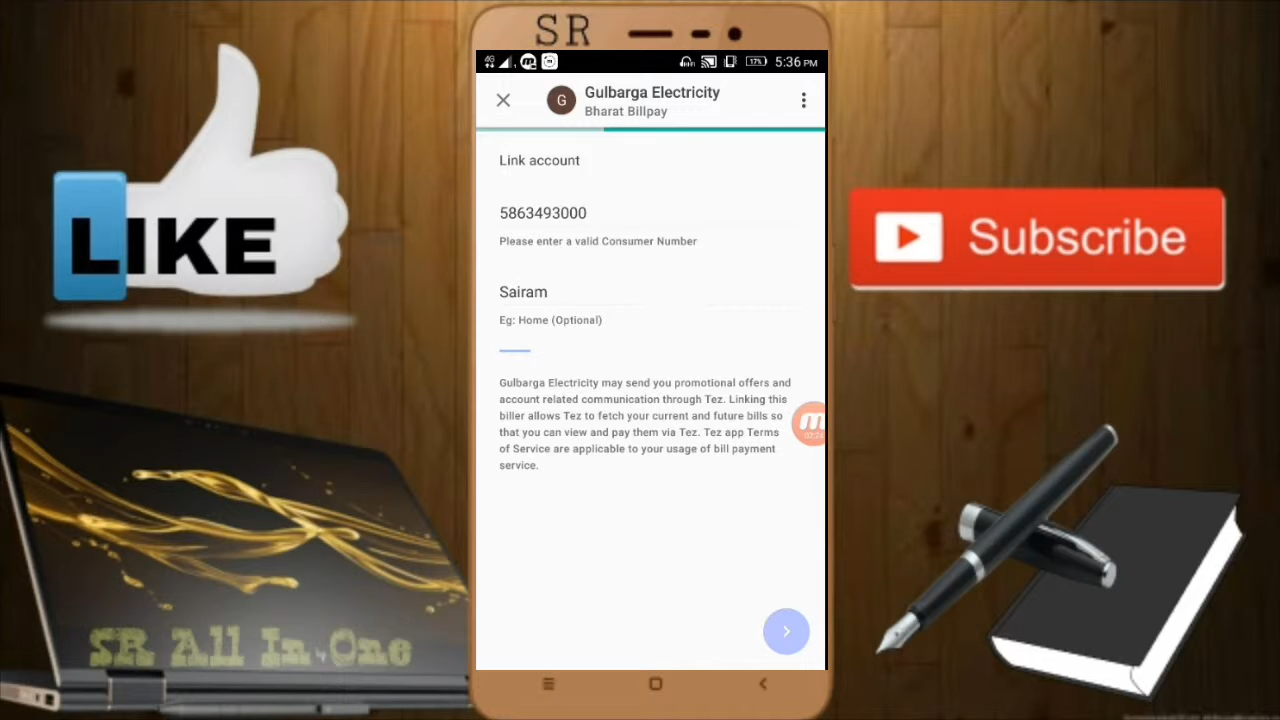 SR
4G
17%
5:36 PM
G
Gulbarga Electricity
Bharat Billpay
Link account
5863493000
Please enter a valid Consumer Number
Sairam
Eg: Home (Optional)
Gulbarga Electricity may send you promotional offers and
account related communication through Tez. Linking this
biller allows Tez to fetch your current and future bills so
that you can view and pay them via Tez. Tez app Terms
of Service are applicable to your usage of bill payment
service.
LIKE
Subscribe
SR All In One